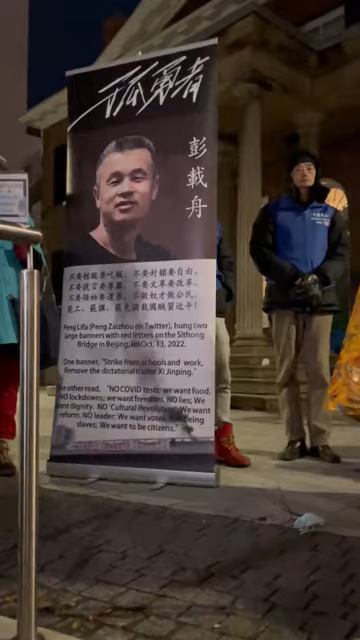 孤勇者
彭載舟
不要核酸要吃飯。不要封鎖要自由。
不要謊言要尊嚴。不要文革要改革。
不要領袖要選票。不做奴才做公民。
罷工、罷課、罷免獨裁國賊習近平!
Peng Lifa (Peng Zaizhou on Twitter), hung two
large banners with red letters on the Sithong
Bridge in Beijing, on Oct. 13, 2022.
One banner, "Strike from schools and work,
Remove the dictatorial traitor Xi Jinping."
The other read, "NO COVID tests; we want food.
NO lockdowns; we want freedom. NO lies; We
want dignity. NO 'Cultural Revolution'; We want
reform. NO leader; We want votes. being
slaves; We want to be citizens."